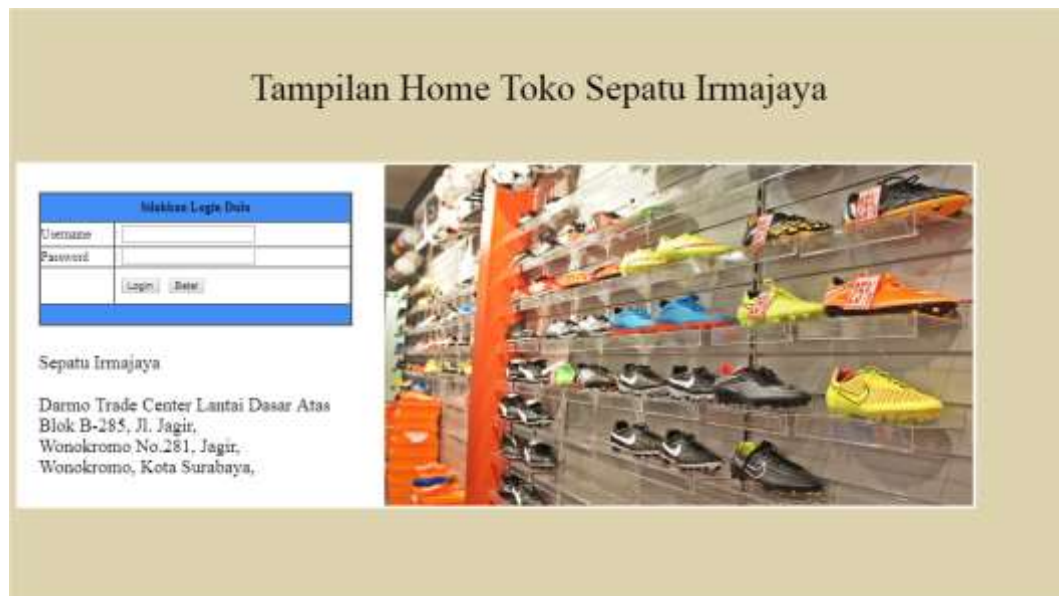 Tampilan Home Toko Sepatu Irmajaya
Silahkan Login Dulu
Username
Password
Login Batal
Sepatu Irmajaya
Darmo Trade Center Lantai Dasar Atas
Blok B-285, Jl. Jagir,
Wonokromo No.281, Jagir,
Wonokromo, Kota Surabaya,